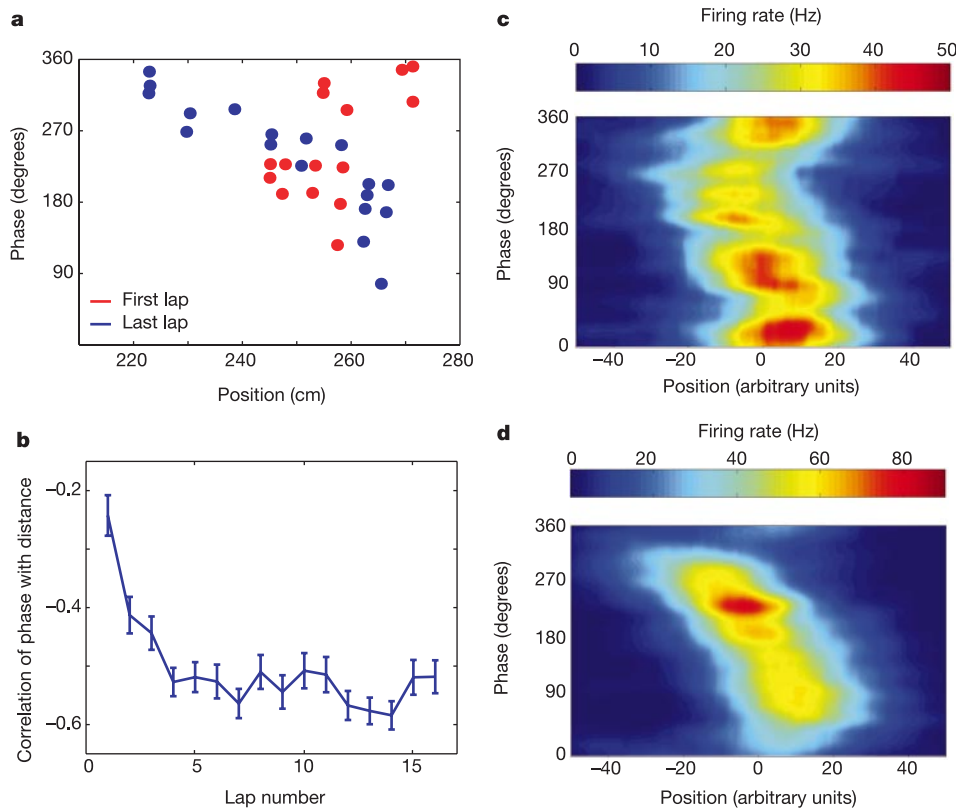 a
360
270
180
90
Phase (degrees)
First lap
Last lap
220 240 260 280
Position (cm)
b
−0.2
−0.4
−0.6
Correlation of phase with distance
0 5 10 15
Lap number
c
Firing rate (Hz)
0 10 20 30 40 50
360
270
180
90
0
Phase (degrees)
−40 −20 0 20 40
Position (arbitrary units)
d
Firing rate (Hz)
0 20 40 60 80
360
270
180
90
0
Phase (degrees)
−40 −20 0 20 40
Position (arbitrary units)